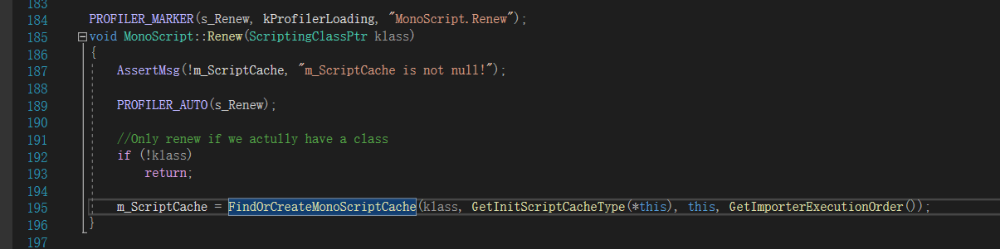 183
184 PROFILER_MARKER(s_Renew, kProfilerLoading, "MonoScript.Renew");
185 void MonoScript::Renew(ScriptingClassPtr klass)
186 {
187 AssertMsg(!m_ScriptCache, "m_ScriptCache is not null!");
188
189 PROFILER_AUTO(s_Renew);
190
191 //Only renew if we actully have a class
192 if (!klass)
193 return;
194
195 m_ScriptCache = FindOrCreateMonoScriptCache(klass, GetInitScriptCacheType(*this), this, GetImporterExecutionOrder());
196 }
197